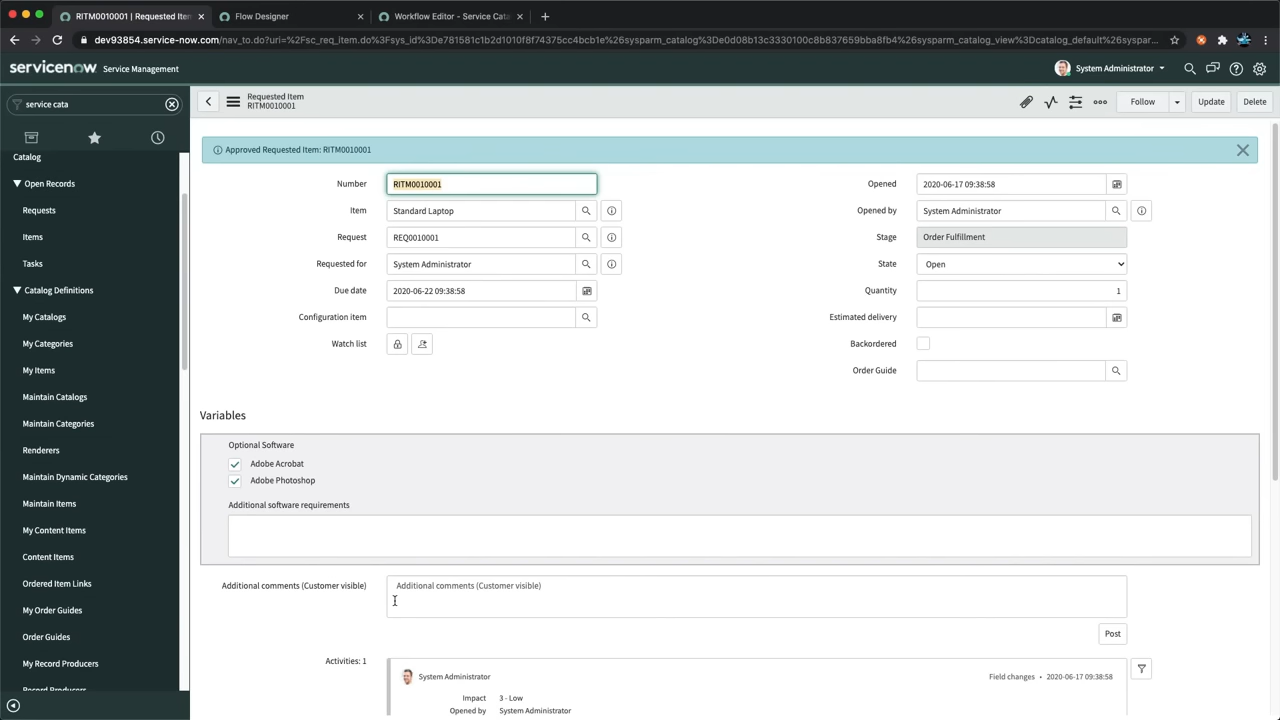 RITM0010001 | Requested Iten
Flow Designer
Workflow Editor - Service Cata
dev93854.service-now.com/nav_to.do?uri=%2Fsc_req_item.do%3Fsys_id%3De781581c1b2d1010f8f74375cc4bcb1e%26sysparm_catalog%3De0d08b13c3330100c8b837659bba8fb4%26sysparm_catalog_view%3Dcatalog_default%26syspar...
servicenow Service Management
System Administrator
service cata
Requested Item
RITM0010001
Follow
Update
Delete
Catalog
Open Records
Requests
Items
Tasks
Catalog Definitions
My Catalogs
My Categories
My Items
Maintain Catalogs
Maintain Categories
Renderers
Maintain Dynamic Categories
Maintain Items
My Content Items
Content Items
Ordered Item Links
My Order Guides
Order Guides
My Record Producers
Record Producers
Approved Requested Item: RITM0010001
Number RITM0010001
Item Standard Laptop
Request REQ0010001
Requested for System Administrator
Due date 2020-06-22 09:38:58
Configuration item
Watch list
Opened 2020-06-17 09:38:58
Opened by System Administrator
Stage Order Fulfillment
State Open
Quantity 1
Estimated delivery
Backordered
Order Guide
Variables
Optional Software
Adobe Acrobat
Adobe Photoshop
Additional software requirements
Additional comments (Customer visible) Additional comments (Customer visible)
Post
Activities: 1
System Administrator Field changes • 2020-06-17 09:38:58
Impact 3 - Low
Opened by System Administrator